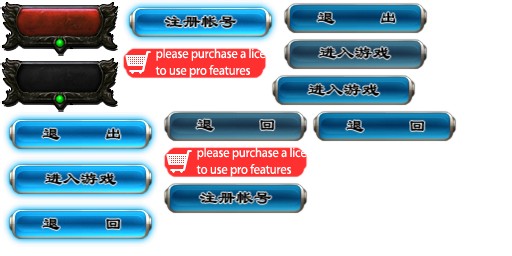 注册帐号
退 出
please purchase a lice
to use pro features
进入游戏
进入游戏
退 出
退 回
退 回
please purchase a lice
to use pro features
进入游戏
注册帐号
退 回